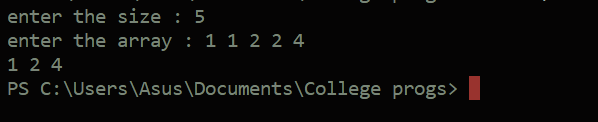 enter the size : 5
enter the array : 1 1 2 2 4
1 2 4
PS C:\Users\Asus\Documents\College progs>